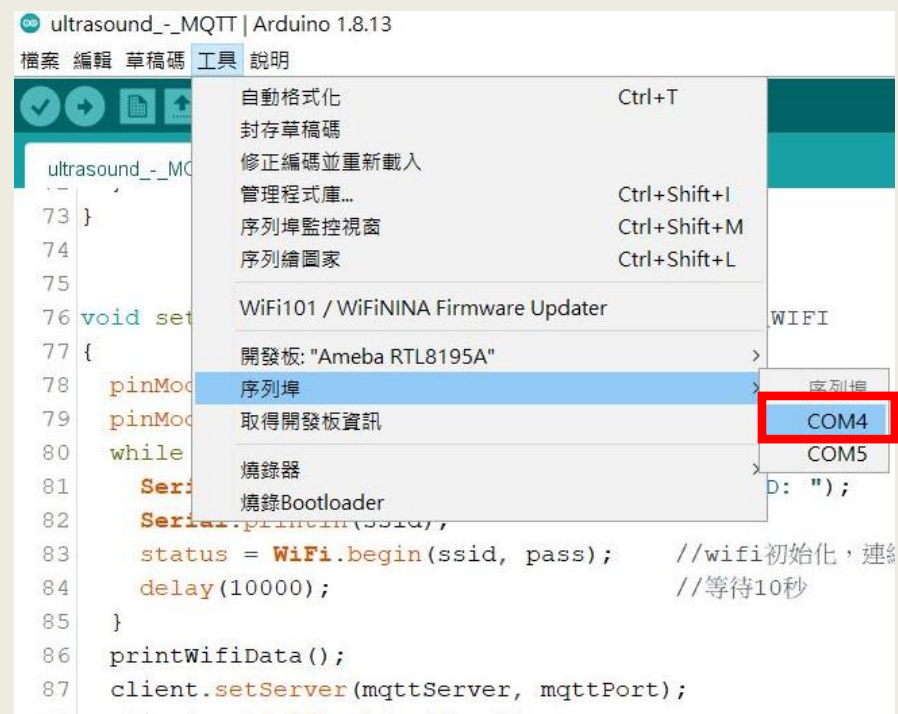 ultrasound_-_MQTT | Arduino 1.8.13
檔案 編輯 草稿碼 工具 說明
自動格式化 Ctrl+T
封存草稿碼
ultrasound_-_MQ
修正編碼並重新載入
管理程式庫... Ctrl+Shift+I
73 }
序列埠監控視窗 Ctrl+Shift+M
74
序列繪圖家 Ctrl+Shift+L
75
WiFi101 / WiFiNINA Firmware Updater
76 void set _WIFI
77 {
開發板: "Ameba RTL8195A"
78 pinMod
序列埠
序列埠
79 pinMod
取得開發板資訊
COM4
80 while
COM5
燒錄器
81 Seri D: ");
燒錄Bootloader
82 Serial.println(ssid);
83 status = WiFi.begin(ssid, pass); //wifi初始化，連
84 delay(10000); //等待10秒
85 }
86 printWifiData();
87 client.setServer(mqttServer, mqttPort);